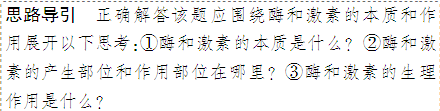 思路导引　正确解答该题应围绕酶和激素的本质和作
用展开以下思考:①酶和激素的本质是什么？②酶和激
素的产生部位和作用部位在哪里？③酶和激素的生理
作用是什么？